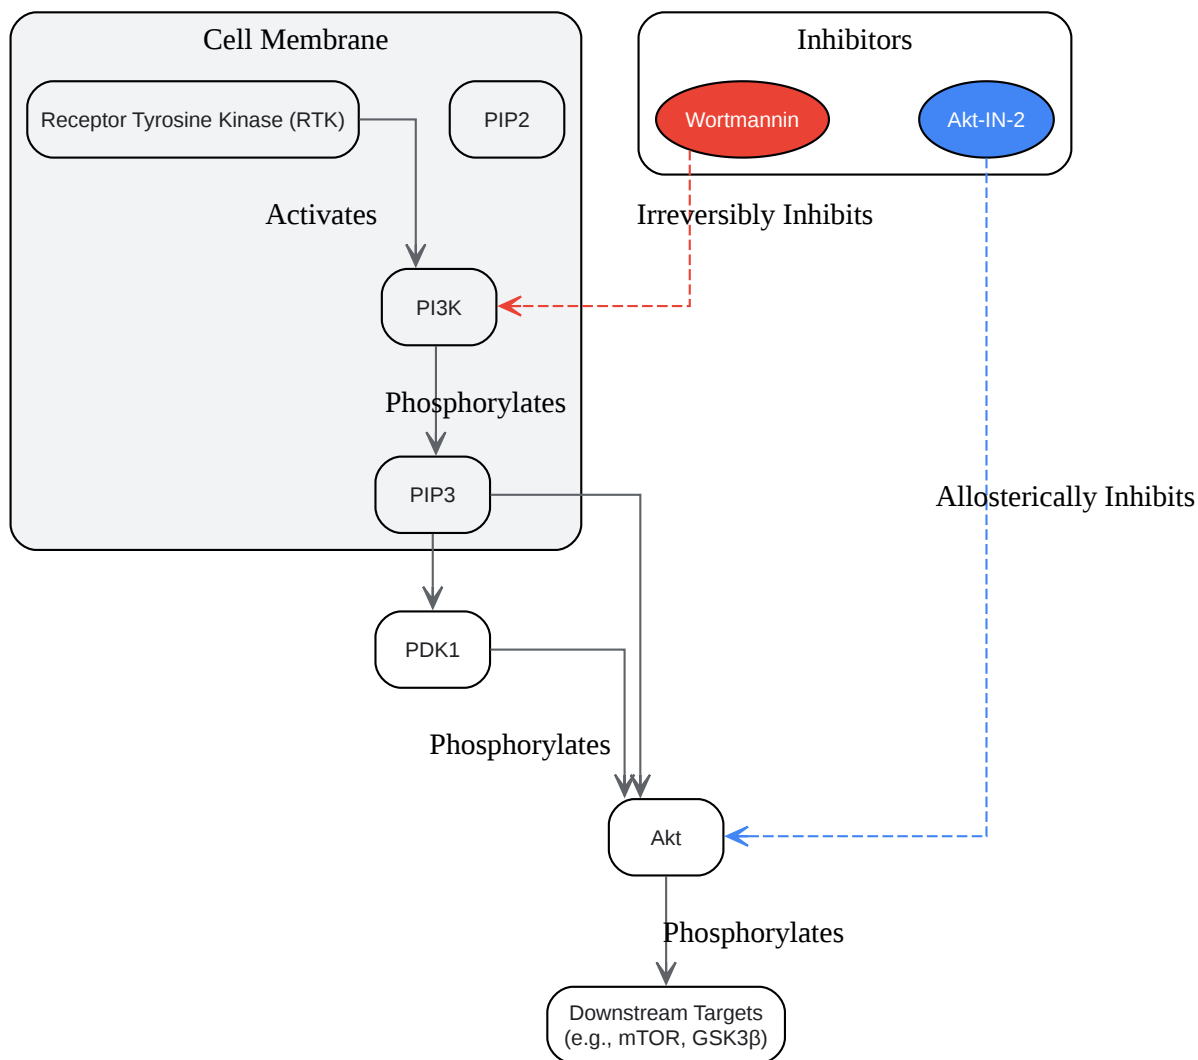 Cell Membrane
Inhibitors
Receptor Tyrosine Kinase (RTK)
PIP2
Wortmannin
Akt-IN-2
Activates
Irreversibly Inhibits
PI3K
Phosphorylates
PIP3
Allosterically Inhibits
PDK1
Phosphorylates
Akt
Phosphorylates
Downstream Targets
(e.g., mTOR, GSK3β)